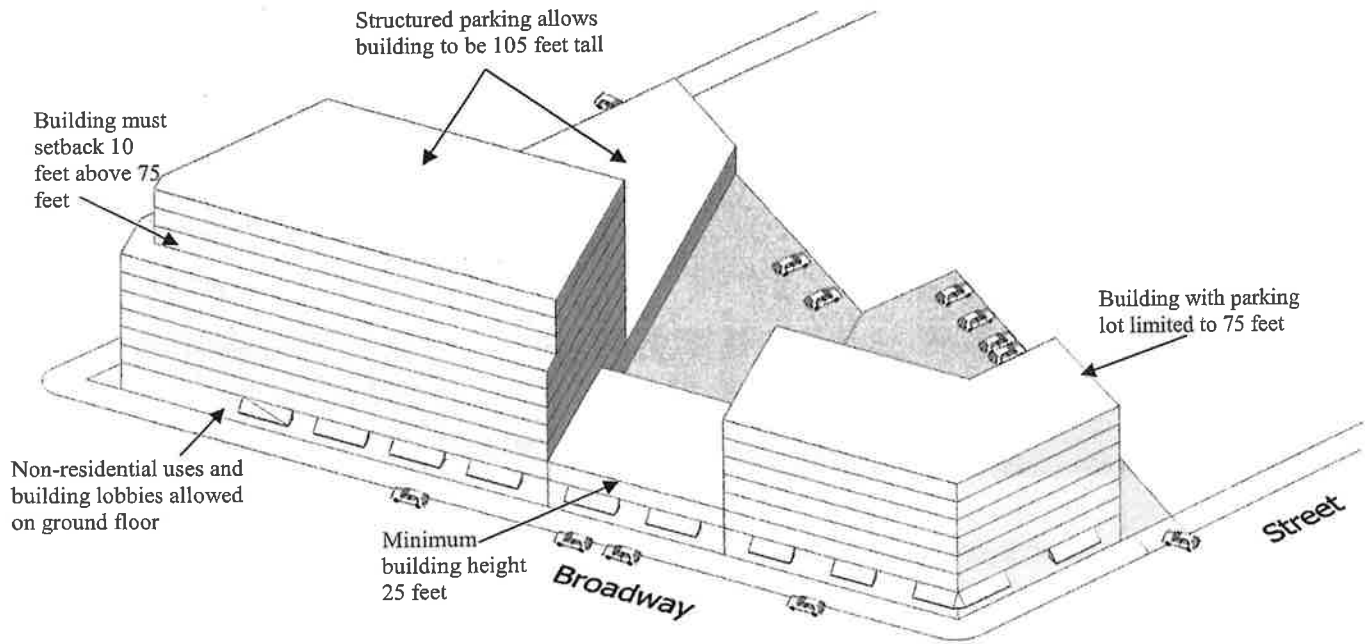 Structured parking allows
building to be 105 feet tall
Building must
setback 10
feet above 75
feet
Building with parking
lot limited to 75 feet
Non-residential uses and
building lobbies allowed
on ground floor
Minimum
building height
25 feet
Broadway
Street